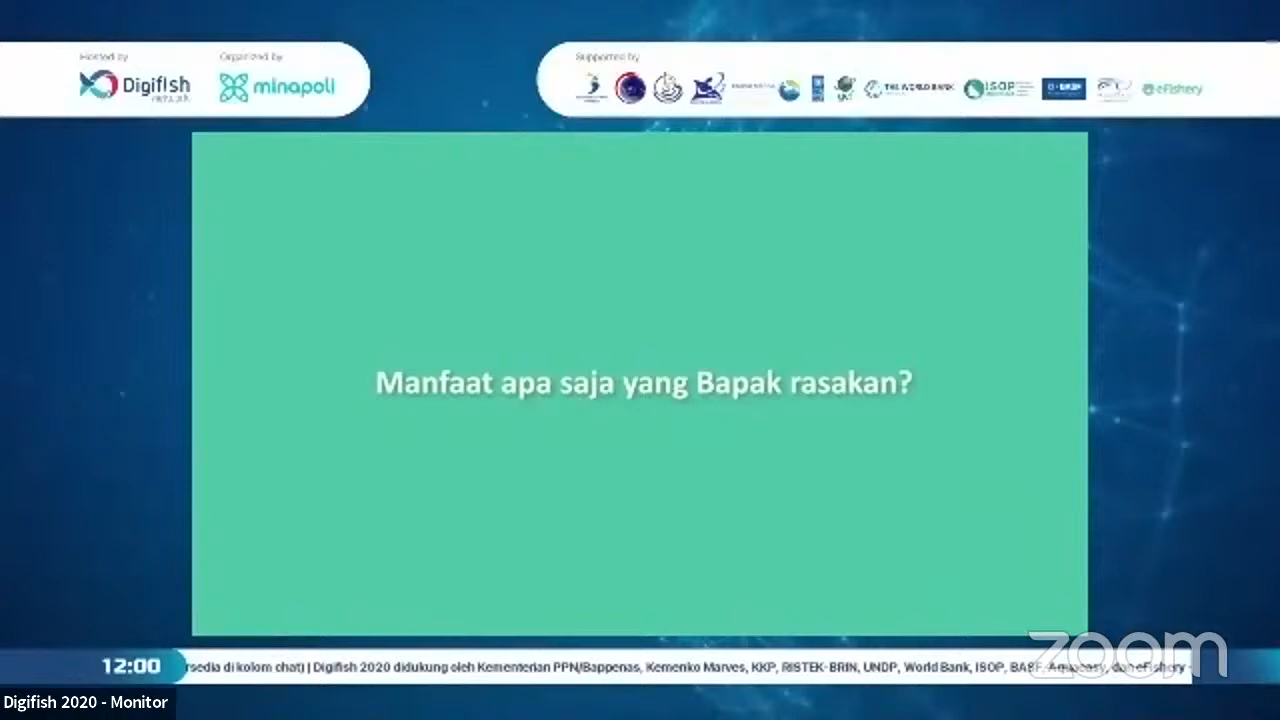 Hosted by
Organized by
Supported by
Digifish
network
minapoli
THE WORLD BANK
ISOP
BASF
eFishery
Manfaat apa saja yang Bapak rasakan?
12:00
rsedia di kolom chat) | Digifish 2020 didukung oleh Kementerian PPN/Bappenas, Kemenko Marves, KKP, RISTEK-BRIN, UNDP, World Bank, ISOP, BASF, Aquaeasy, dan eFishery
zoom
Digifish 2020 - Monitor